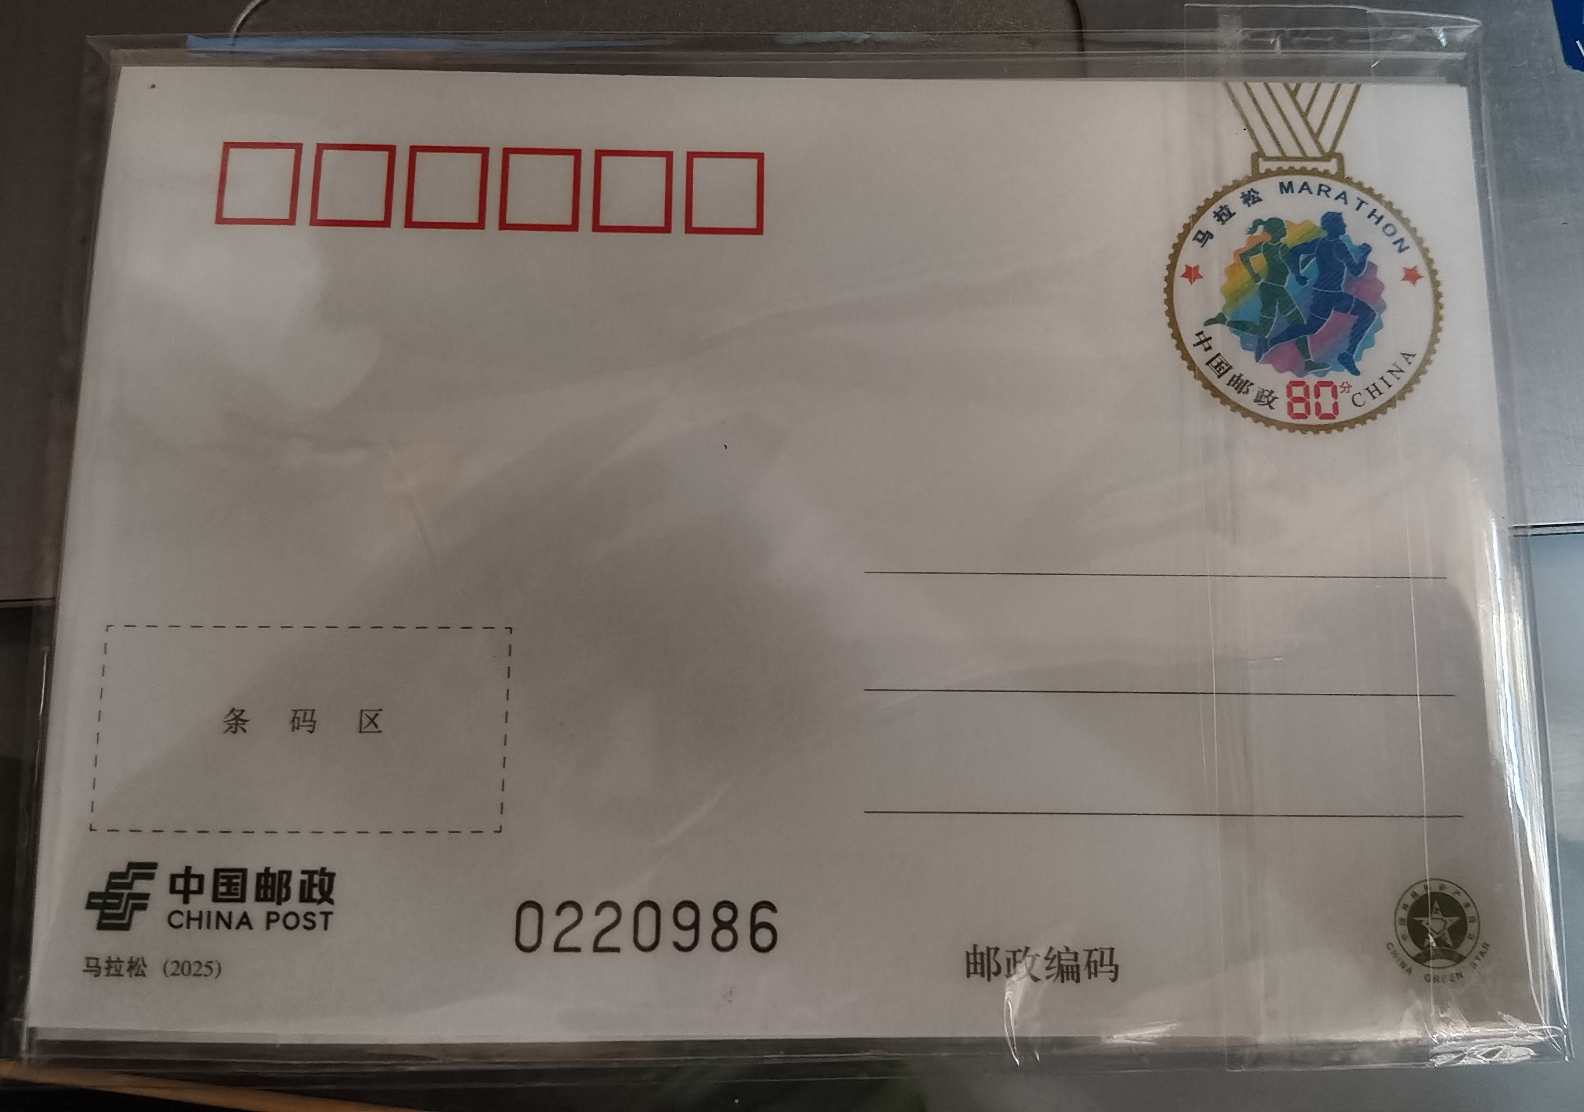 马拉松 MARATHON
中国邮政 80分 CHINA
条码区
中国邮政
CHINA POST
马拉松 (2025)
0220986
邮政编码
CHINA GREEN STAR